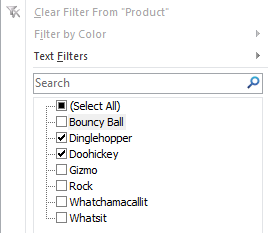 Clear Filter From "Product"
Filter by Color
Text Filters
Search
(Select All)
Bouncy Ball
Dinglehopper
Doohickey
Gizmo
Rock
Whatchamacallit
Whatsit